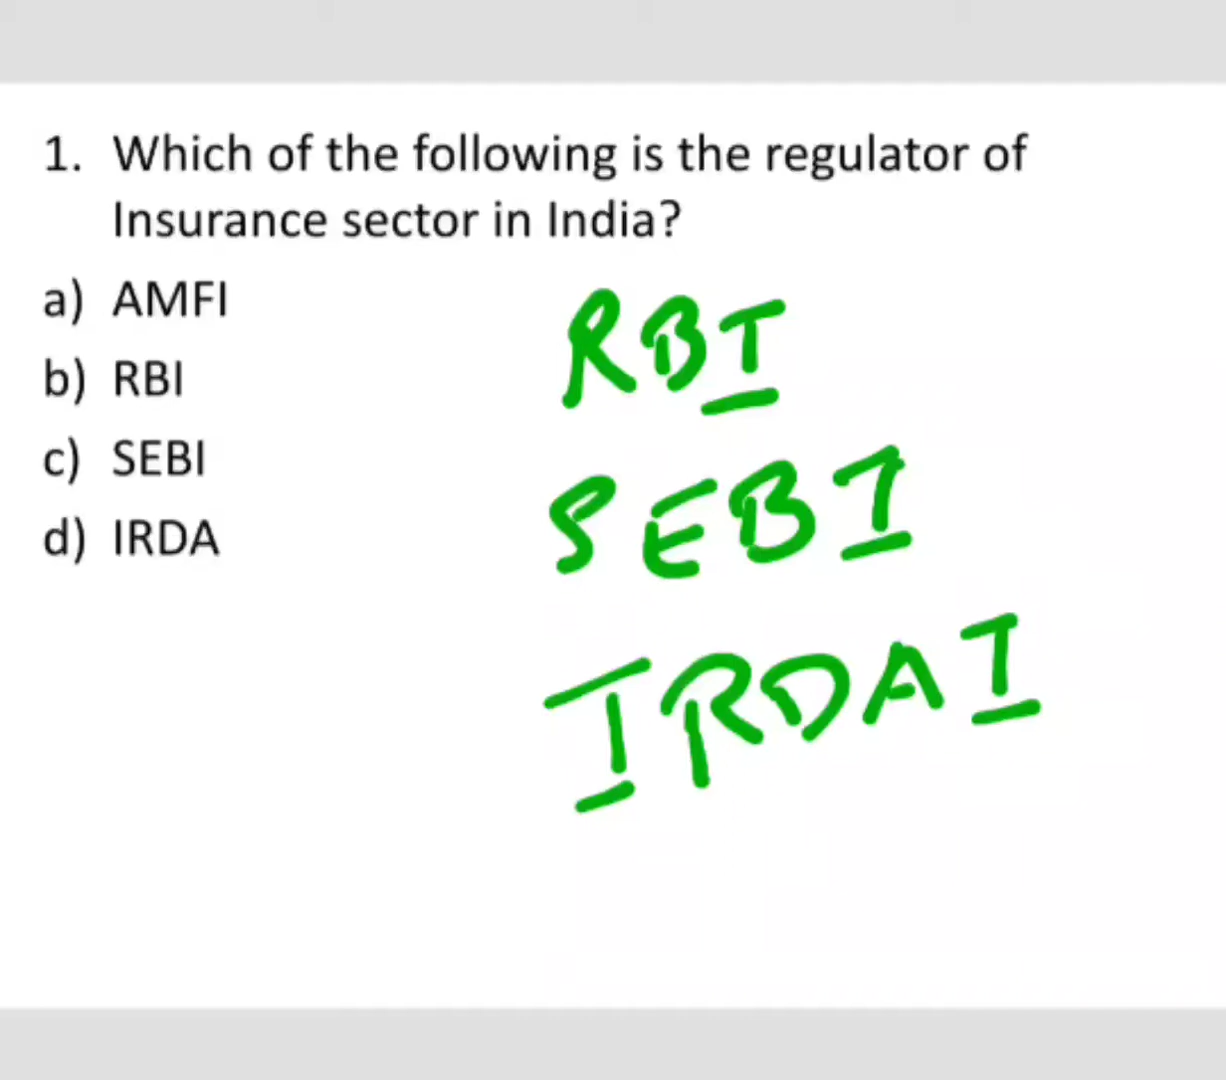 1. Which of the following is the regulator of
Insurance sector in India?
a) AMFI
b) RBI
c) SEBI
d) IRDA
RBI
SEBI
IRDAI